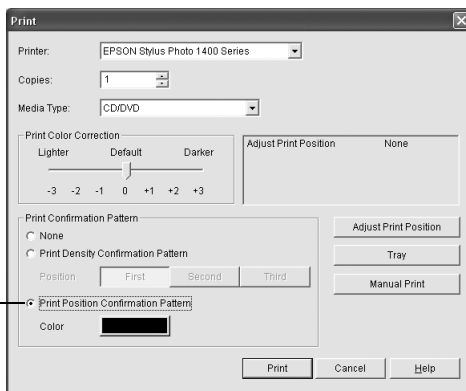 Print
Printer: EPSON Stylus Photo 1400 Series
Copies: 1
Media Type: CD/DVD
Print Color Correction
Lighter Default Darker
-3 -2 -1 0 +1 +2 +3
Adjust Print Position None
Print Confirmation Pattern
None
Print Density Confirmation Pattern
Position First Second Third
Print Position Confirmation Pattern
Color
Adjust Print Position
Tray
Manual Print
Print Cancel Help